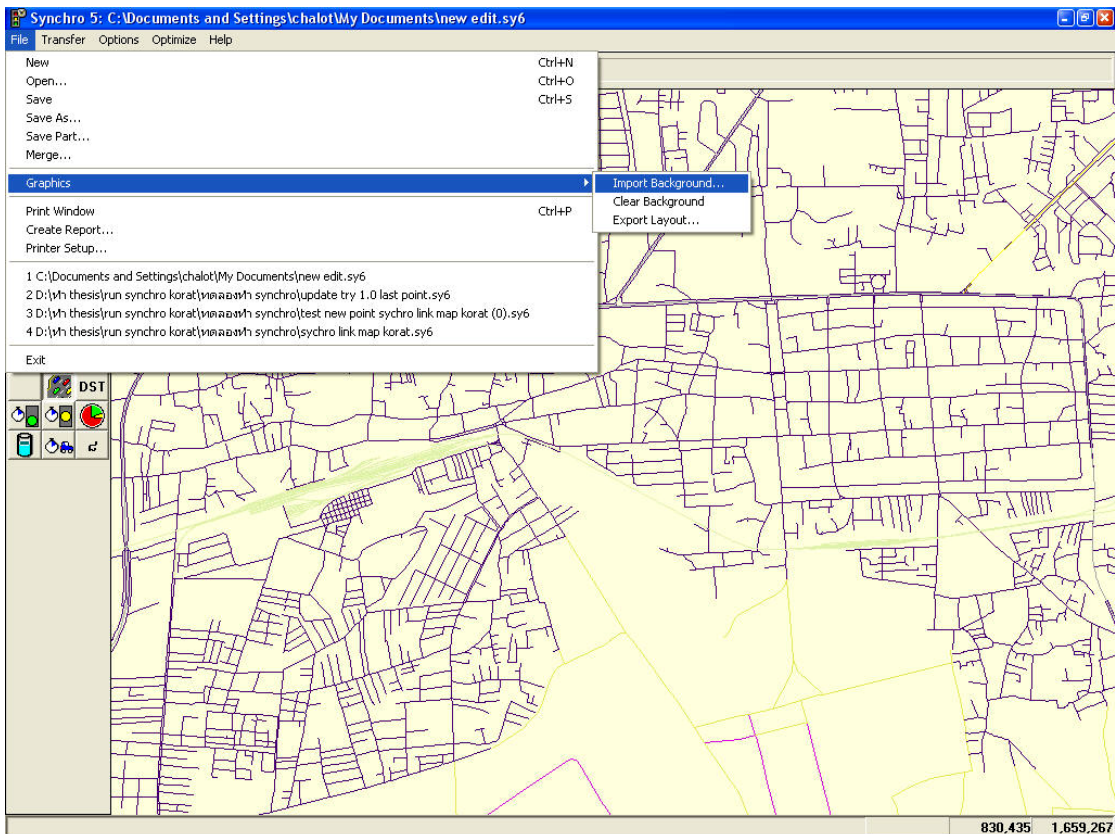 Synchro 5: C:\Documents and Settings\chalot\My Documents\new edit.sy6
File Transfer Options Optimize Help
New Ctrl+N
Open... Ctrl+O
Save Ctrl+S
Save As...
Save Part...
Merge...
Graphics
Import Background...
Clear Background
Export Layout...
Print Window Ctrl+P
Create Report...
Printer Setup...
1 C:\Documents and Settings\chalot\My Documents\new edit.sy6
2 D:\ทำ thesis\run synchro korat\ทดลองทำ synchro\update try 1.0 last point.sy6
3 D:\ทำ thesis\run synchro korat\ทดลองทำ synchro\test new point sychro link map korat (0).sy6
4 D:\ทำ thesis\run synchro korat\ทดลองทำ synchro\sychro link map korat.sy6
Exit
DST
830,435 1,659,267